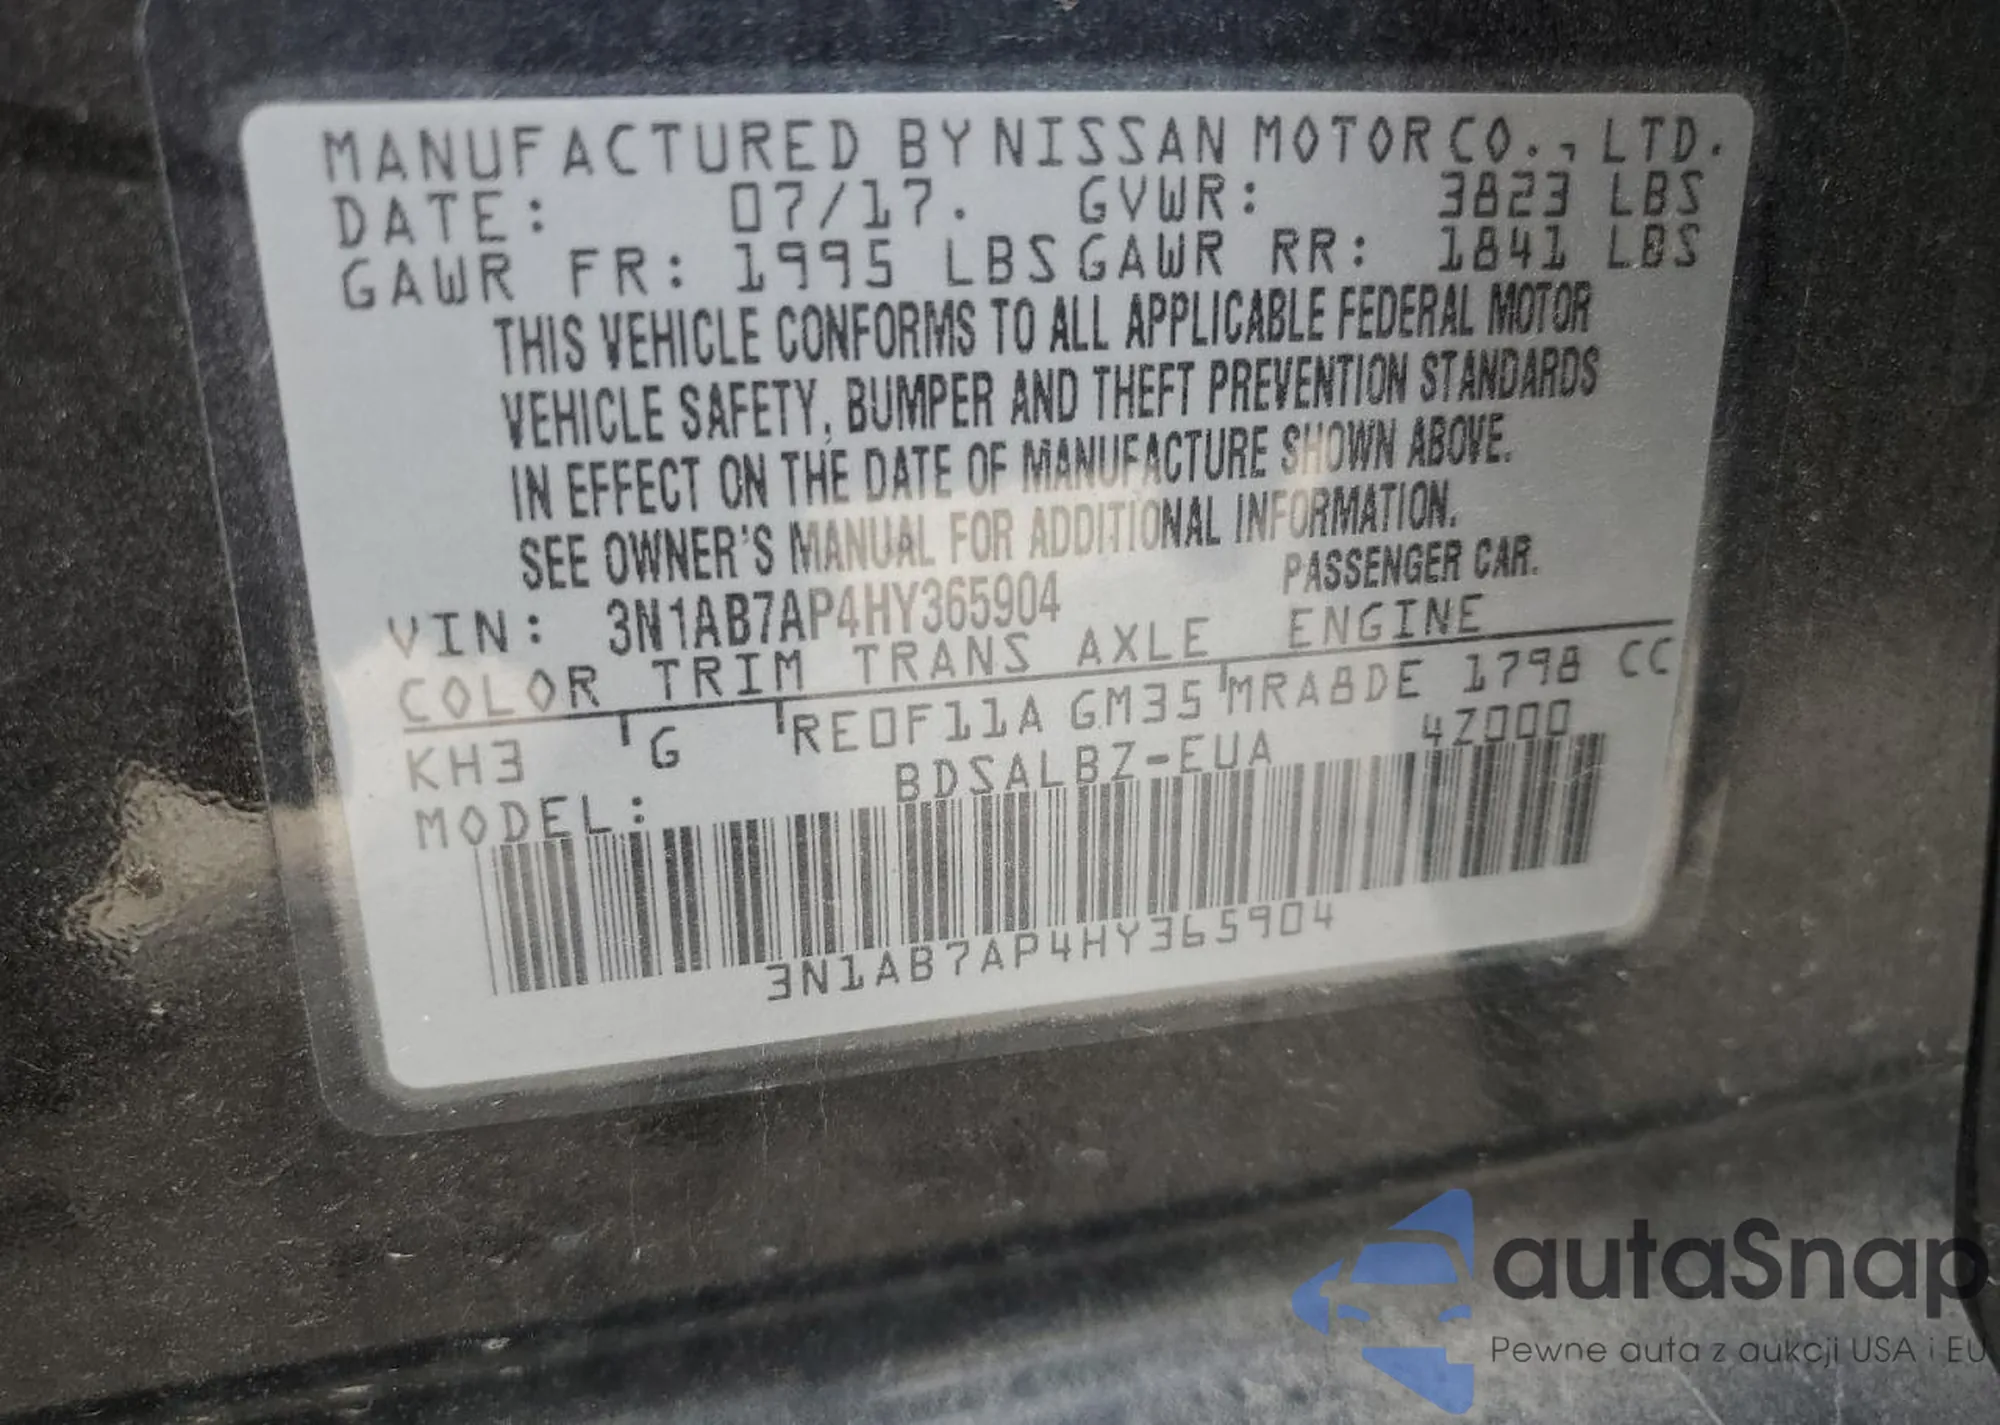 MANUFACTURED BY NISSAN MOTOR CO., LTD.
DATE: 07/17. GVWR: 3823 LBS
GAWR FR: 1995 LBS GAWR RR: 1841 LBS
THIS VEHICLE CONFORMS TO ALL APPLICABLE FEDERAL MOTOR
VEHICLE SAFETY, BUMPER AND THEFT PREVENTION STANDARDS
IN EFFECT ON THE DATE OF MANUFACTURE SHOWN ABOVE.
SEE OWNER'S MANUAL FOR ADDITIONAL INFORMATION.
VIN: 3N1AB7AP4HY365904 PASSENGER CAR.
COLOR TRIM TRANS AXLE ENGINE
KH3 G RE0F11A GM35 MRA8DE 1798 CC
MODEL: BDSALBZ-EUA 4Z000
3N1AB7AP4HY365904
autaSnap
Pewne auta z aukcji USA i EU